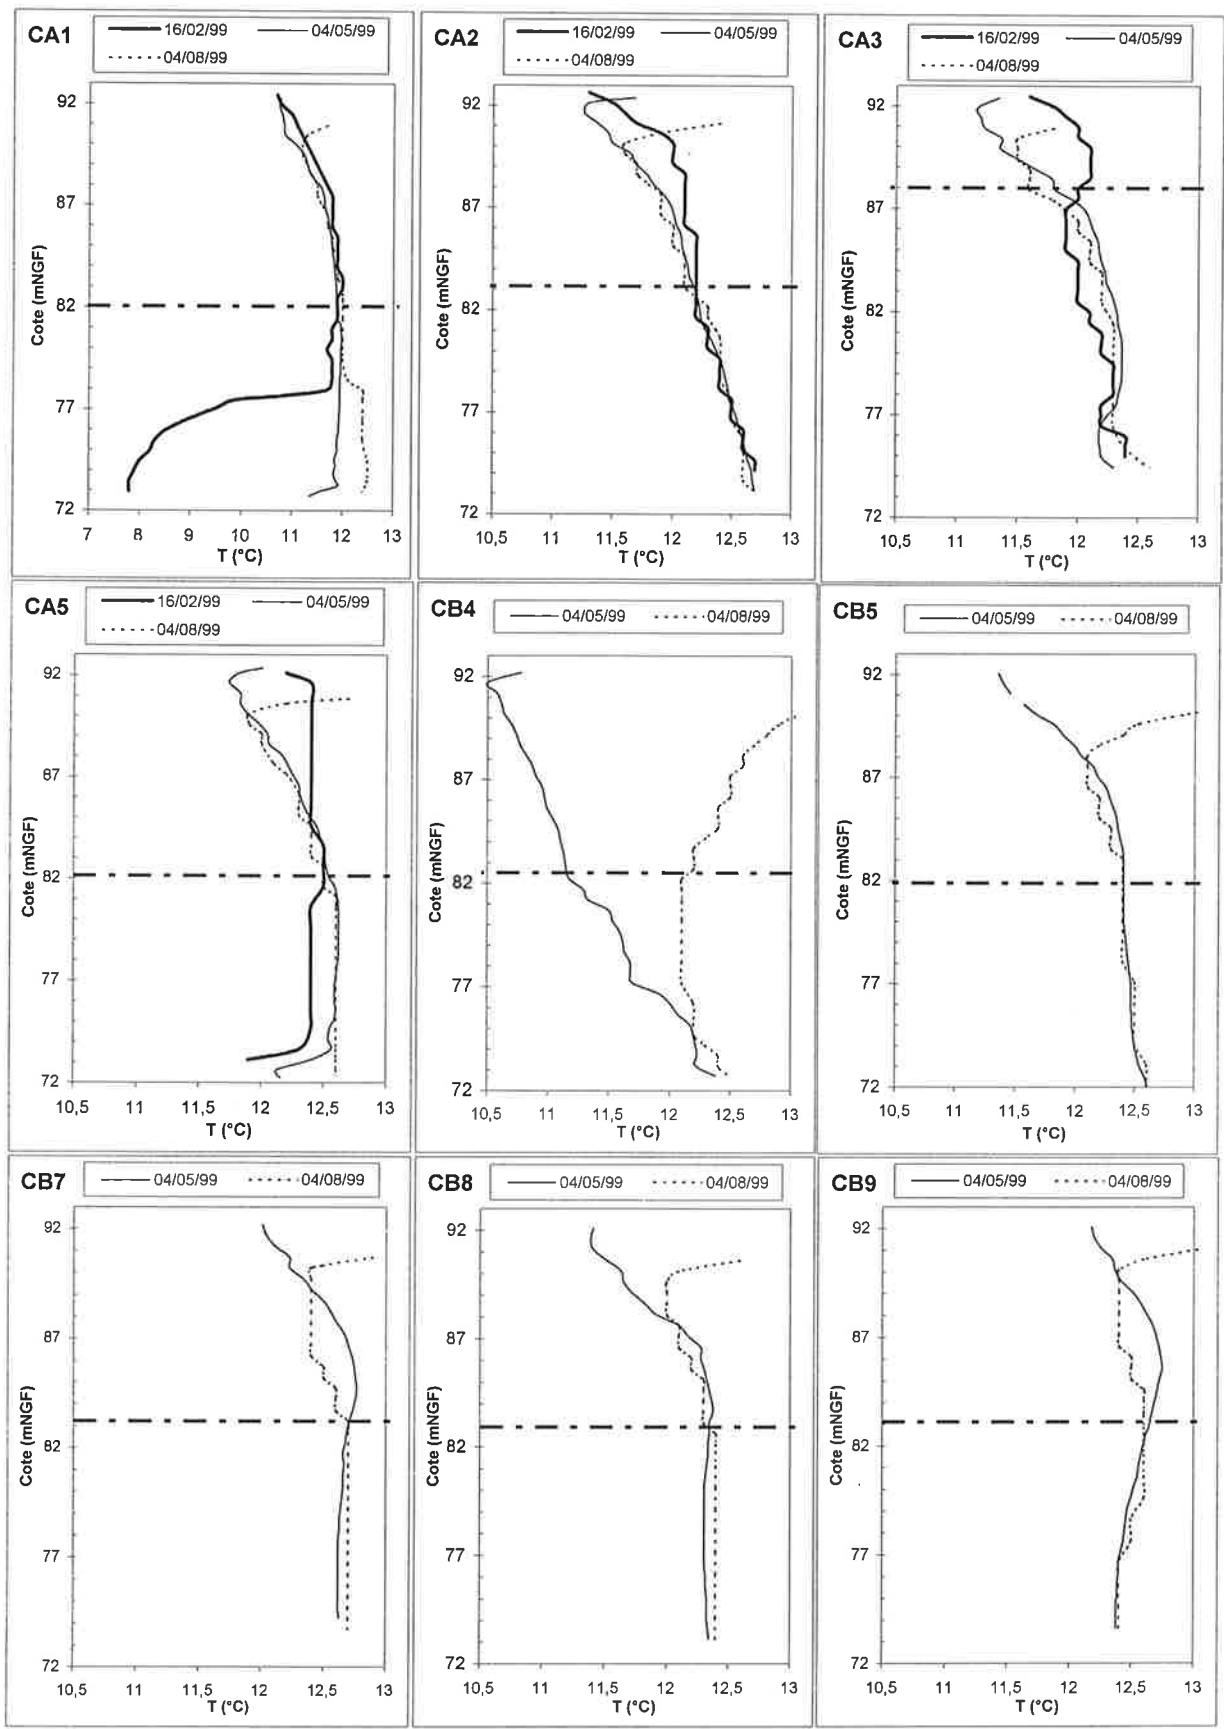 CA1
16/02/99 04/05/99
04/08/99
92
87
82
77
72
Cote (mNGF)
7 8 9 10 11 12 13
T (°C)
CA2
16/02/99 04/05/99
04/08/99
92
87
82
77
72
Cote (mNGF)
10,5 11 11,5 12 12,5 13
T (°C)
CA3
16/02/99 04/05/99
04/08/99
92
87
82
77
72
Cote (mNGF)
10,5 11 11,5 12 12,5 13
T (°C)
CA5
16/02/99 04/05/99
04/08/99
92
87
82
77
72
Cote (mNGF)
10,5 11 11,5 12 12,5 13
T (°C)
CB4
04/05/99 04/08/99
92
87
82
77
72
Cote (mNGF)
10,5 11 11,5 12 12,5 13
T (°C)
CB5
04/05/99 04/08/99
92
87
82
77
72
Cote (mNGF)
10,5 11 11,5 12 12,5 13
T (°C)
CB7
04/05/99 04/08/99
92
87
82
77
72
Cote (mNGF)
10,5 11 11,5 12 12,5 13
T (°C)
CB8
04/05/99 04/08/99
92
87
82
77
72
Cote (mNGF)
10,5 11 11,5 12 12,5 13
T (°C)
CB9
04/05/99 04/08/99
92
87
82
77
72
Cote (mNGF)
10,5 11 11,5 12 12,5 13
T (°C)